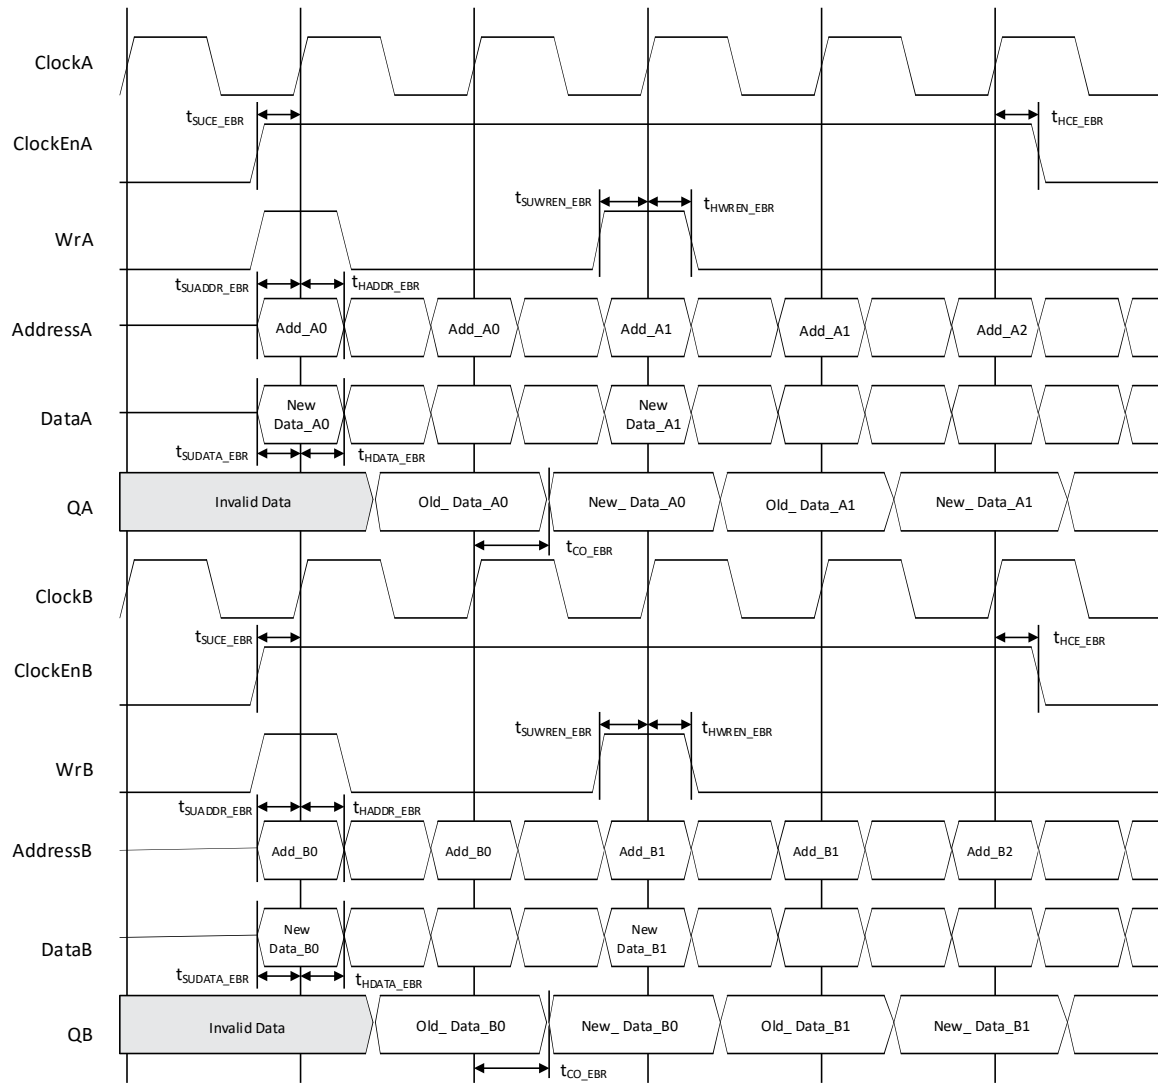 ClockA
tSUCE_EBR
tHCE_EBR
ClockEnA
tSUWREN_EBR
tHWREN_EBR
WrA
tSUADDR_EBR
tHADDR_EBR
AddressA
Add_A0
Add_A0
Add_A1
Add_A1
Add_A2
DataA
New
Data_A0
New
Data_A1
tSUDATA_EBR
tHDATA_EBR
QA
Invalid Data
Old_ Data_A0
New_ Data_A0
Old_ Data_A1
New_ Data_A1
tCO_EBR
ClockB
tSUCE_EBR
tHCE_EBR
ClockEnB
tSUWREN_EBR
tHWREN_EBR
WrB
tSUADDR_EBR
tHADDR_EBR
AddressB
Add_B0
Add_B0
Add_B1
Add_B1
Add_B2
DataB
New
Data_B0
New
Data_B1
tSUDATA_EBR
tHDATA_EBR
QB
Invalid Data
Old_ Data_B0
New_ Data_B0
Old_ Data_B1
New_ Data_B1
tCO_EBR